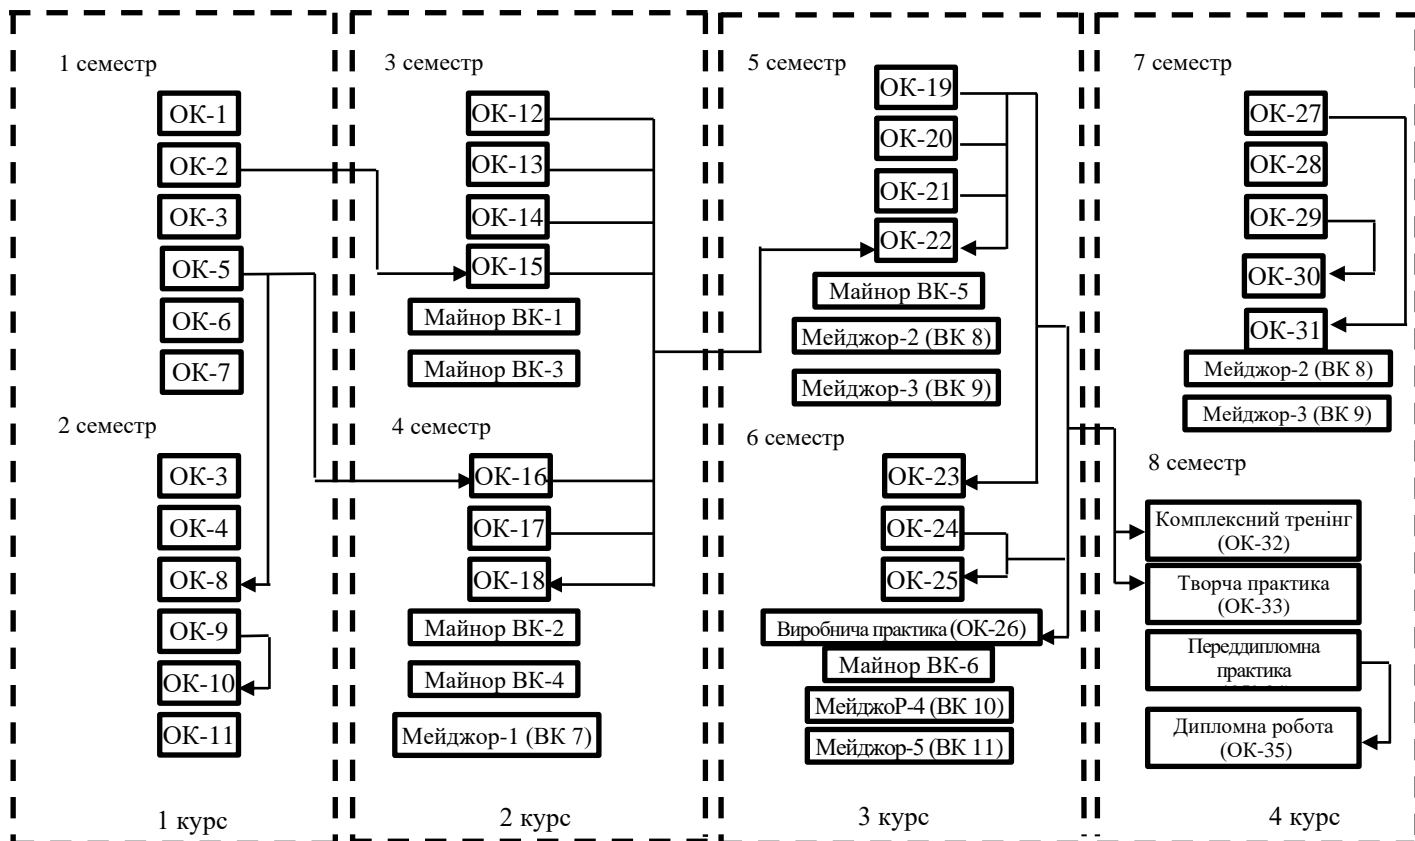 1 семестр
ОК-1
ОК-2
ОК-3
ОК-5
ОК-6
ОК-7
2 семестр
ОК-3
ОК-4
ОК-8
ОК-9
ОК-10
ОК-11
1 курс
3 семестр
ОК-12
ОК-13
ОК-14
ОК-15
Майнор ВК-1
Майнор ВК-3
4 семестр
ОК-16
ОК-17
ОК-18
Майнор ВК-2
Майнор ВК-4
Мейджор-1 (ВК 7)
2 курс
5 семестр
ОК-19
ОК-20
ОК-21
ОК-22
Майнор ВК-5
Мейджор-2 (ВК 8)
Мейджор-3 (ВК 9)
6 семестр
ОК-23
ОК-24
ОК-25
Виробнича практика (ОК-26)
Майнор ВК-6
МейджоР-4 (ВК 10)
Мейджор-5 (ВК 11)
3 курс
7 семестр
ОК-27
ОК-28
ОК-29
ОК-30
ОК-31
Мейджор-2 (ВК 8)
Мейджор-3 (ВК 9)
8 семестр
Комплексний тренінг
(ОК-32)
Творча практика
(ОК-33)
Переддипломна
практика
Дипломна робота
(ОК-35)
4 курс